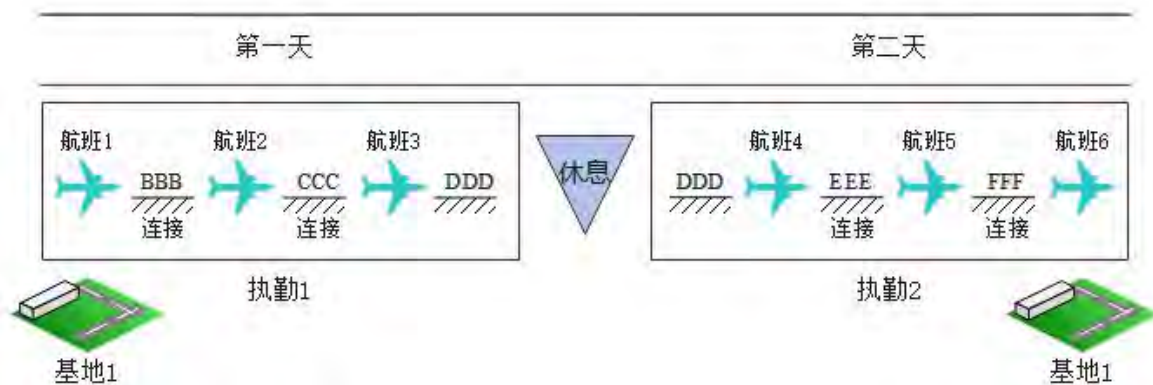 第一天 第二天
航班1 航班2 航班3 航班4 航班5 航班6
BBB CCC DDD 休息 DDD EEE FFF
连接 连接 连接 连接
执勤1 执勤2
基地1 基地1